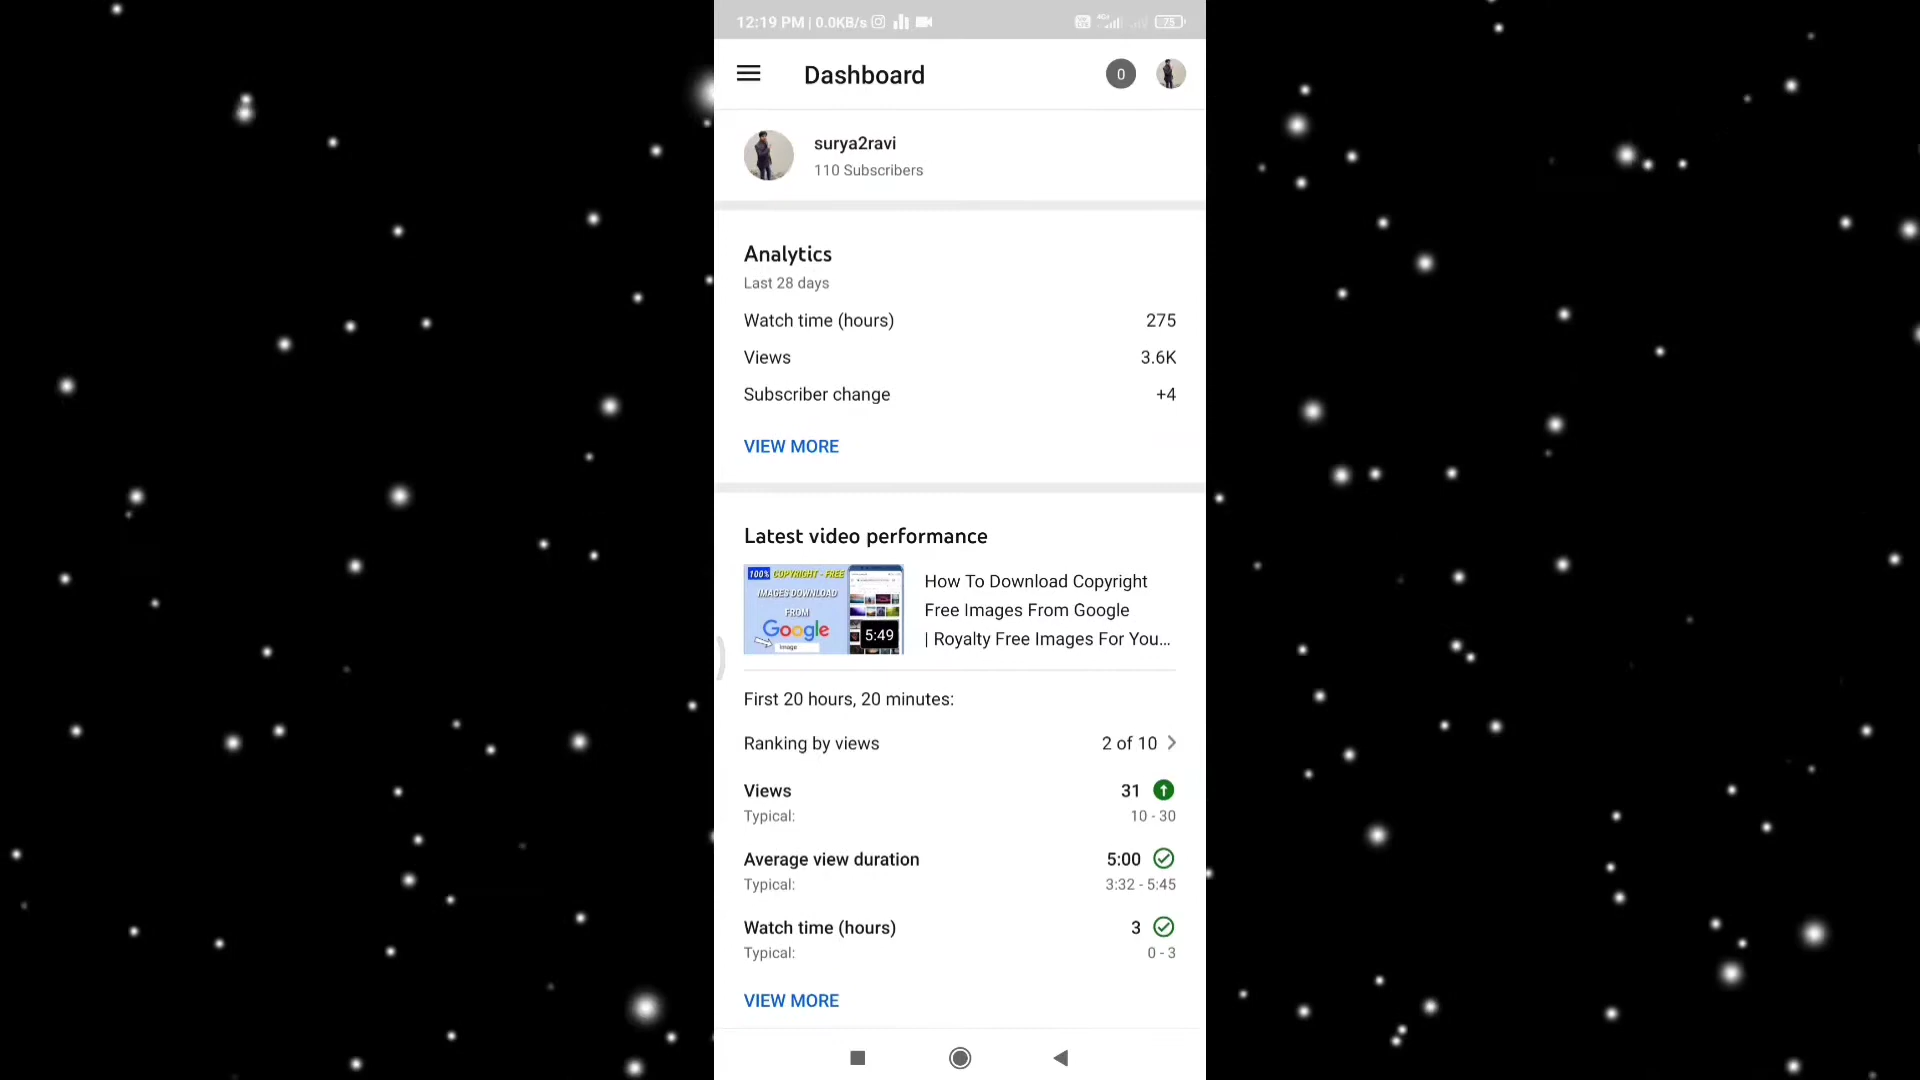 12:19 PM | 0.0KB/s
75
Dashboard
0
surya2ravi
110 Subscribers
Analytics
Last 28 days
Watch time (hours) 275
Views 3.6K
Subscriber change +4
VIEW MORE
Latest video performance
100% COPYRIGHT - FREE
IMAGES DOWNLOAD
FROM
Google
Image
5:49
How To Download Copyright
Free Images From Google
| Royalty Free Images For You...
First 20 hours, 20 minutes:
Ranking by views 2 of 10
Views 31
Typical: 10 - 30
Average view duration 5:00
Typical: 3:32 - 5:45
Watch time (hours) 3
Typical: 0 - 3
VIEW MORE